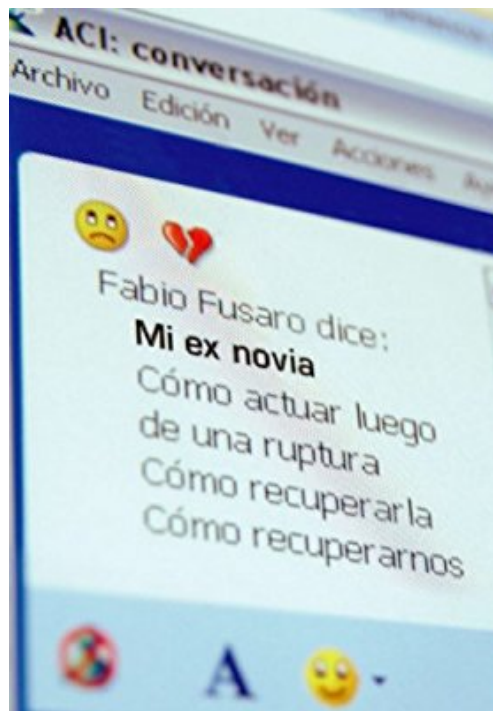 ACI: conversación
Archivo Edición Ver Acciones
Fabio Fusaro dice:
Mi ex novia
Cómo actuar luego
de una ruptura
Cómo recuperarla
Cómo recuperarnos
A